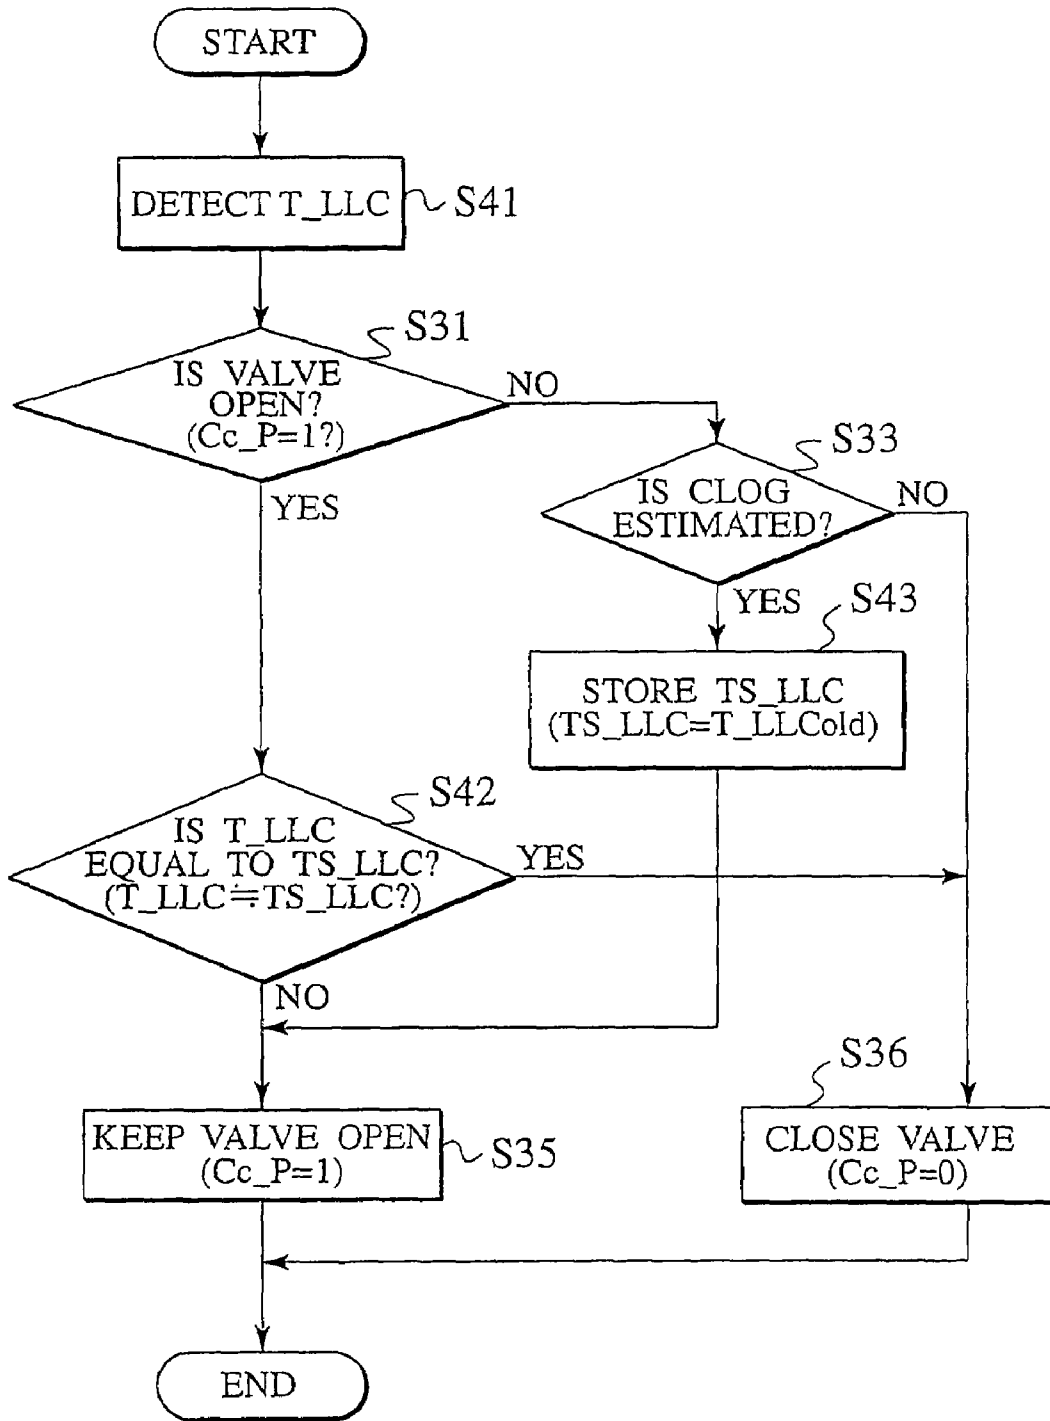 START
DETECT T_LLC
S41
S31
IS VALVE
OPEN?
(Cc_P=1?)
NO
YES
S33
IS CLOG
ESTIMATED?
NO
YES
S43
STORE TS_LLC
(TS_LLC=T_LLCold)
S42
IS T_LLC
EQUAL TO TS_LLC?
(T_LLC≒TS_LLC?)
YES
NO
KEEP VALVE OPEN
(Cc_P=1)
S35
S36
CLOSE VALVE
(Cc_P=0)
END